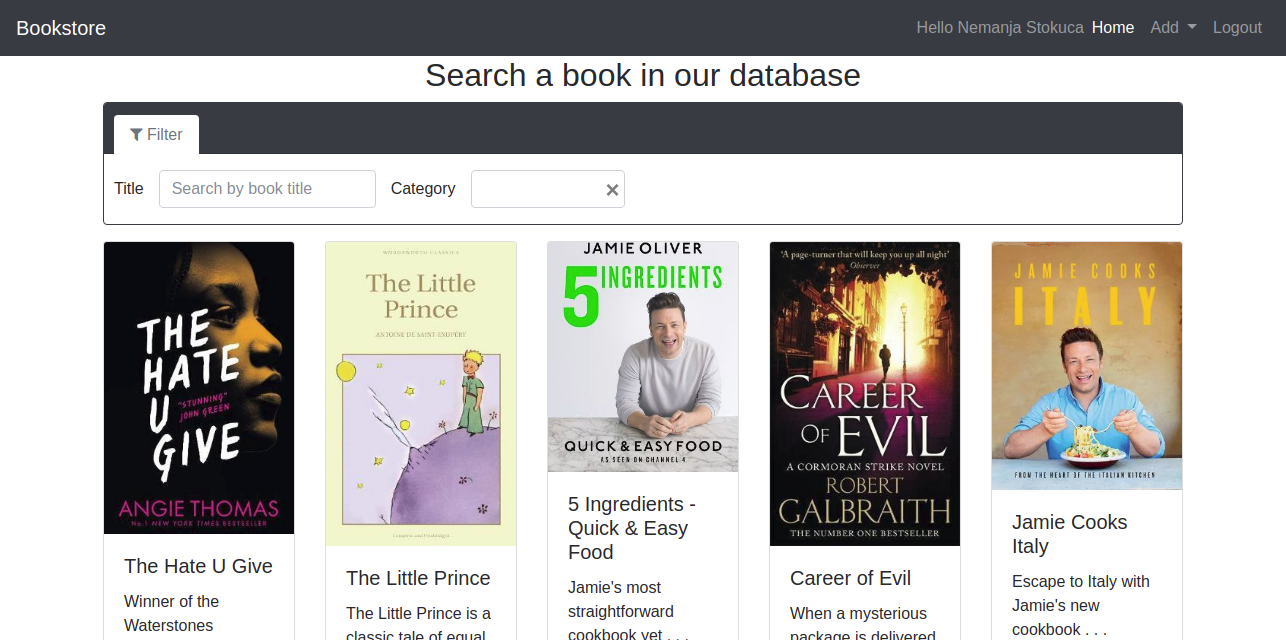 Bookstore
Hello Nemanja Stokuca Home Add Logout
Search a book in our database
Filter
Title Search by book title Category ×
THE
HATE
U
GIVE
"STUNNING"
JOHN GREEN
ANGIE THOMAS
No.1 NEW YORK TIMES BESTSELLER
The Hate U Give
Winner of the
Waterstones
WORDSWORTH CLASSICS
The Little
Prince
ANTOINE DE SAINT-EXUPÉRY
Complete and Unabridged
The Little Prince
The Little Prince is a
classic tale of equal
JAMIE OLIVER
5 INGREDIENTS
QUICK & EASY FOOD
AS SEEN ON CHANNEL 4
5 Ingredients -
Quick & Easy
Food
Jamie's most
straightforward
cookbook yet . . .
'A page-turner that will keep you up all night'
Observer
CAREER
OF EVIL
A CORMORAN STRIKE NOVEL
ROBERT
GALBRAITH
THE NUMBER ONE BESTSELLER
Career of Evil
When a mysterious
package is delivered
JAMIE COOKS
ITALY
FROM THE HEART OF THE ITALIAN KITCHEN
Jamie Cooks
Italy
Escape to Italy with
Jamie's new
cookbook . . .